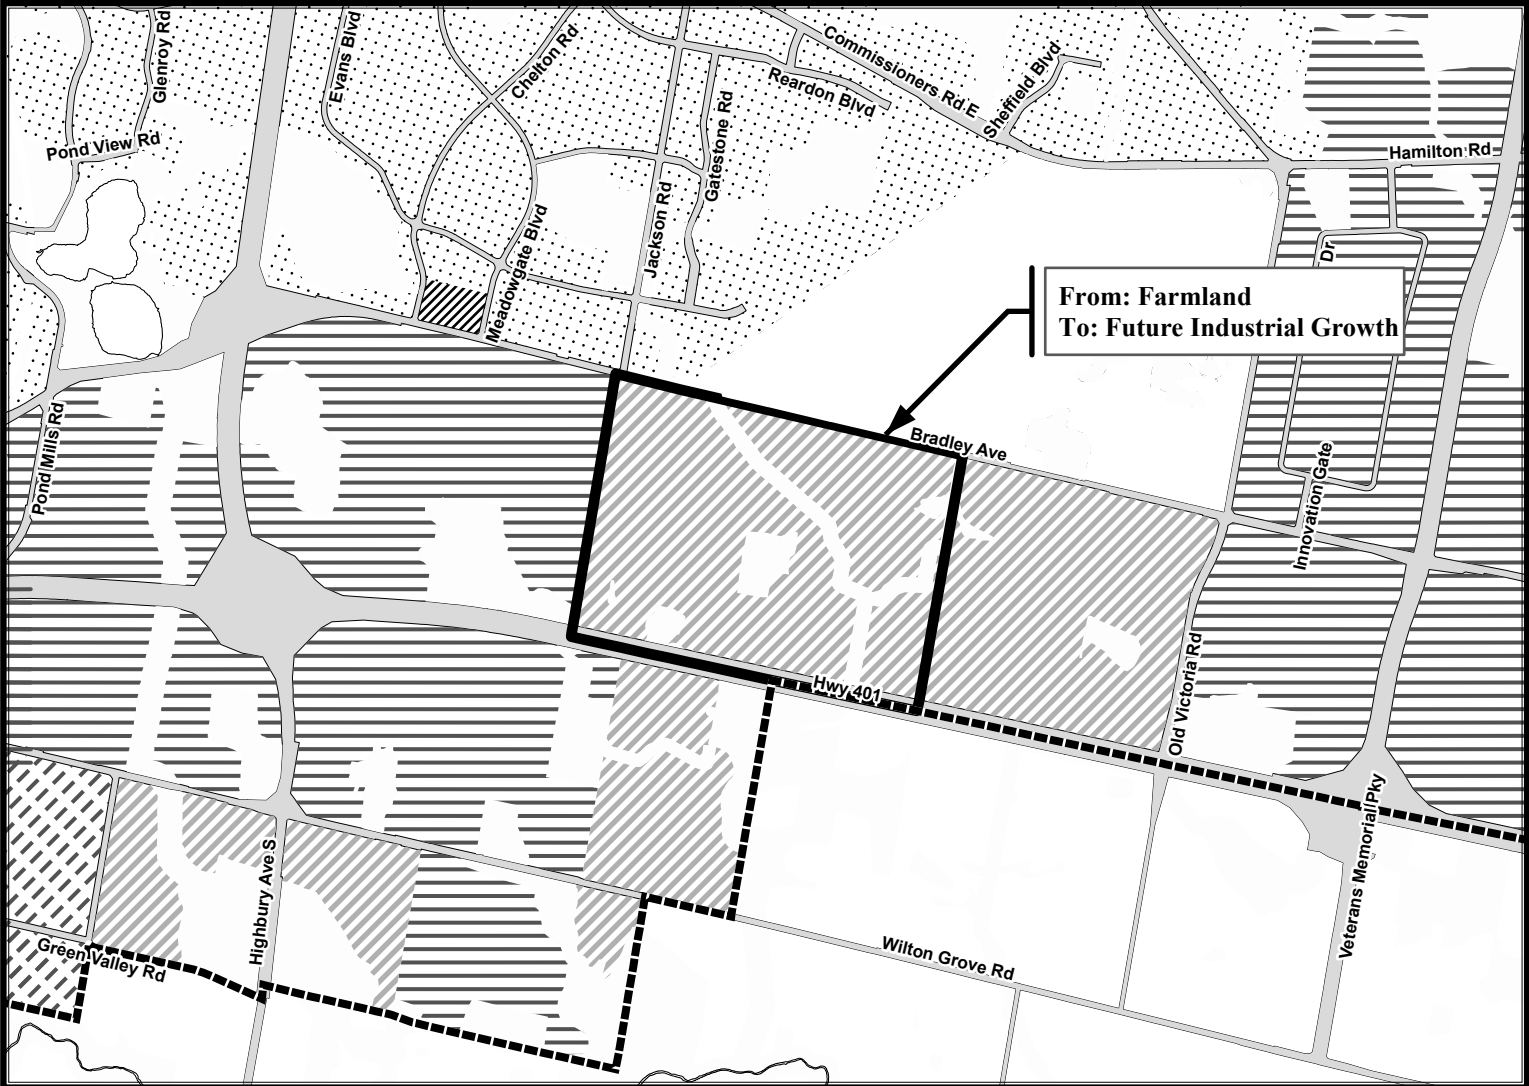 Glenroy Rd
Evans Blvd
Chelton Rd
Commissioners Rd E
Sheffield Blvd
Reardon Blvd
Gatestone Rd
Pond View Rd
Hamilton Rd
Jackson Rd
Meadowgate Blvd
Dr
From: Farmland
To: Future Industrial Growth
Pond Mills Rd
Bradley Ave
Innovation Gate
Old Victoria Rd
Hwy 401
Veterans Memorial Pky
Highbury Ave S
Green Valley Rd
Wilton Grove Rd